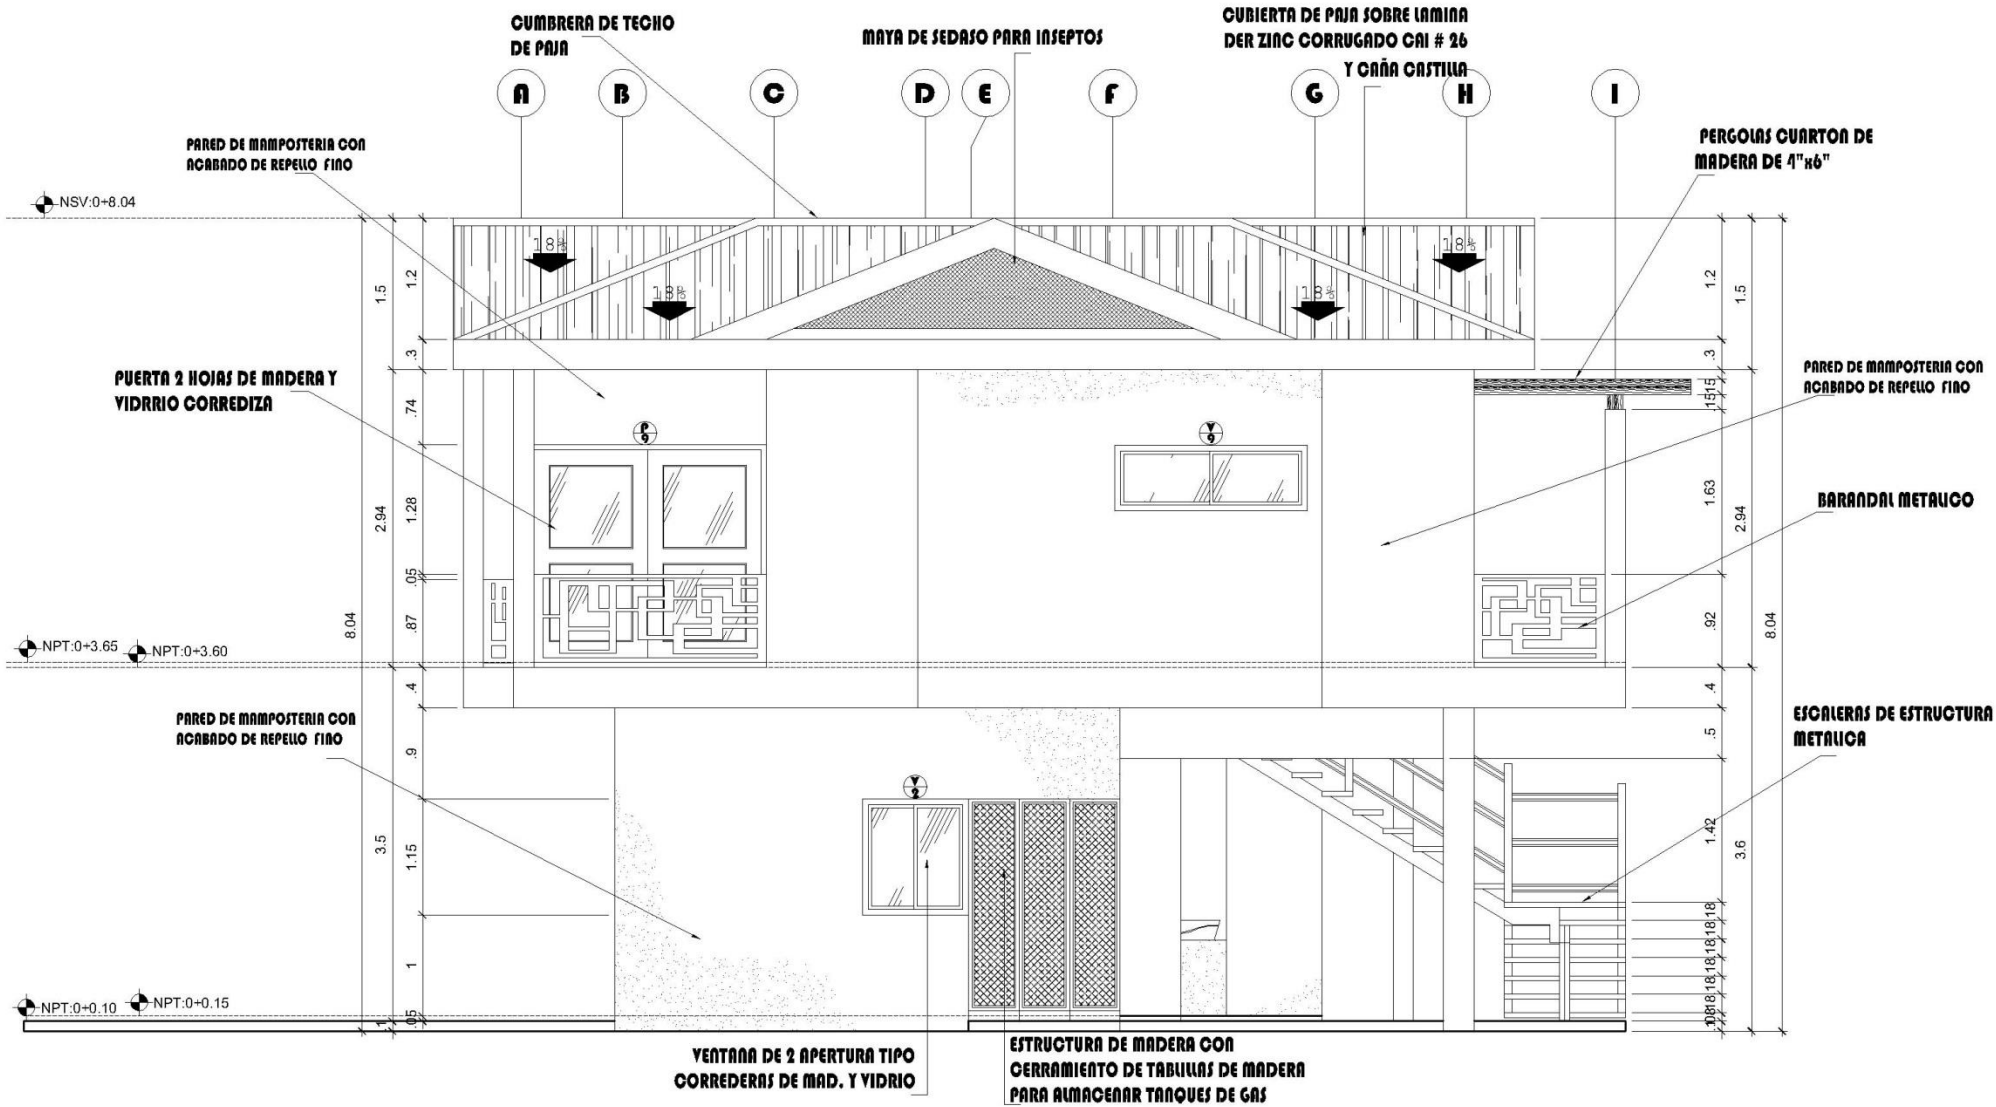 CUMBRERA DE TECHO
DE PAJA
MAYA DE SEDASO PARA INSEPTOS
CUBIERTA DE PAJA SOBRE LAMINA
DER ZINC CORRUGADO CAI # 26
Y CAÑA CASTILLA
A
B
C
D
E
F
G
H
I
PERGOLAS CUARTON DE
MADERA DE 4"x6"
PARED DE MAMPOSTERIA CON
ACABADO DE REPELLO FINO
NSV:0+8.04
18%
18%
18%
18%
1.5
1.2
.3
1.2
1.5
.3
PUERTA 2 HOJAS DE MADERA Y
VIDRRIO CORREDIZA
PARED DE MAMPOSTERIA CON
ACABADO DE REPELLO FINO
.74
P
9
V
9
.15
.15
2.94
1.28
.05
.87
1.63
2.94
.92
BARANDAL METALICO
8.04
8.04
NPT:0+3.65
NPT:0+3.60
.4
.4
PARED DE MAMPOSTERIA CON
ACABADO DE REPELLO FINO
ESCALERAS DE ESTRUCTURA
METALICA
.9
.5
V
2
3.5
1.15
1.42
3.6
1
.18
.18
.18
.18
.18
.18
.08
.1
NPT:0+0.10
NPT:0+0.15
.1
.05
VENTANA DE 2 APERTURA TIPO
CORREDERAS DE MAD. Y VIDRIO
ESTRUCTURA DE MADERA CON
CERRAMIENTO DE TABLILLAS DE MADERA
PARA ALMACENAR TANQUES DE GAS